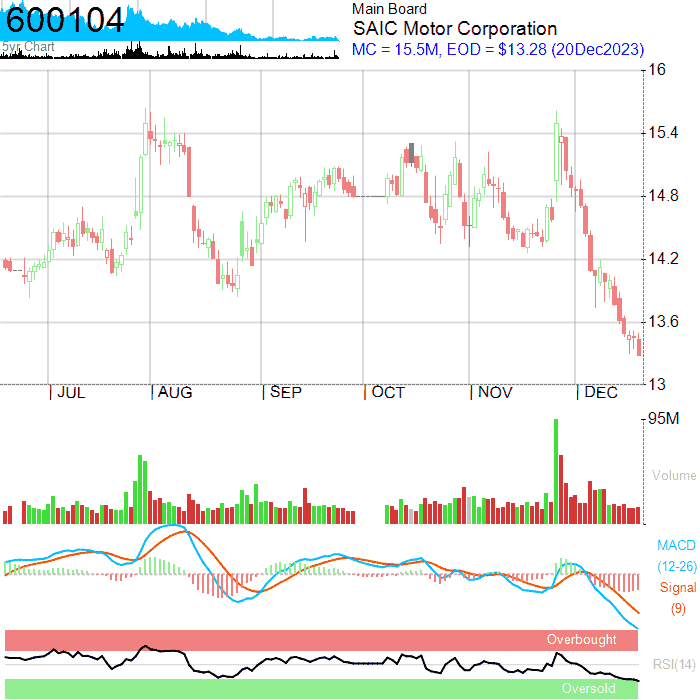 600104
5yr Chart
Main Board
SAIC Motor Corporation
MC = 15.5M, EOD = $13.28 (20Dec2023)
16
15.4
14.8
14.2
13.6
13
JUL
AUG
SEP
OCT
NOV
DEC
95M
Volume
MACD
(12-26)
Signal
(9)
Overbought
RSI(14)
Oversold